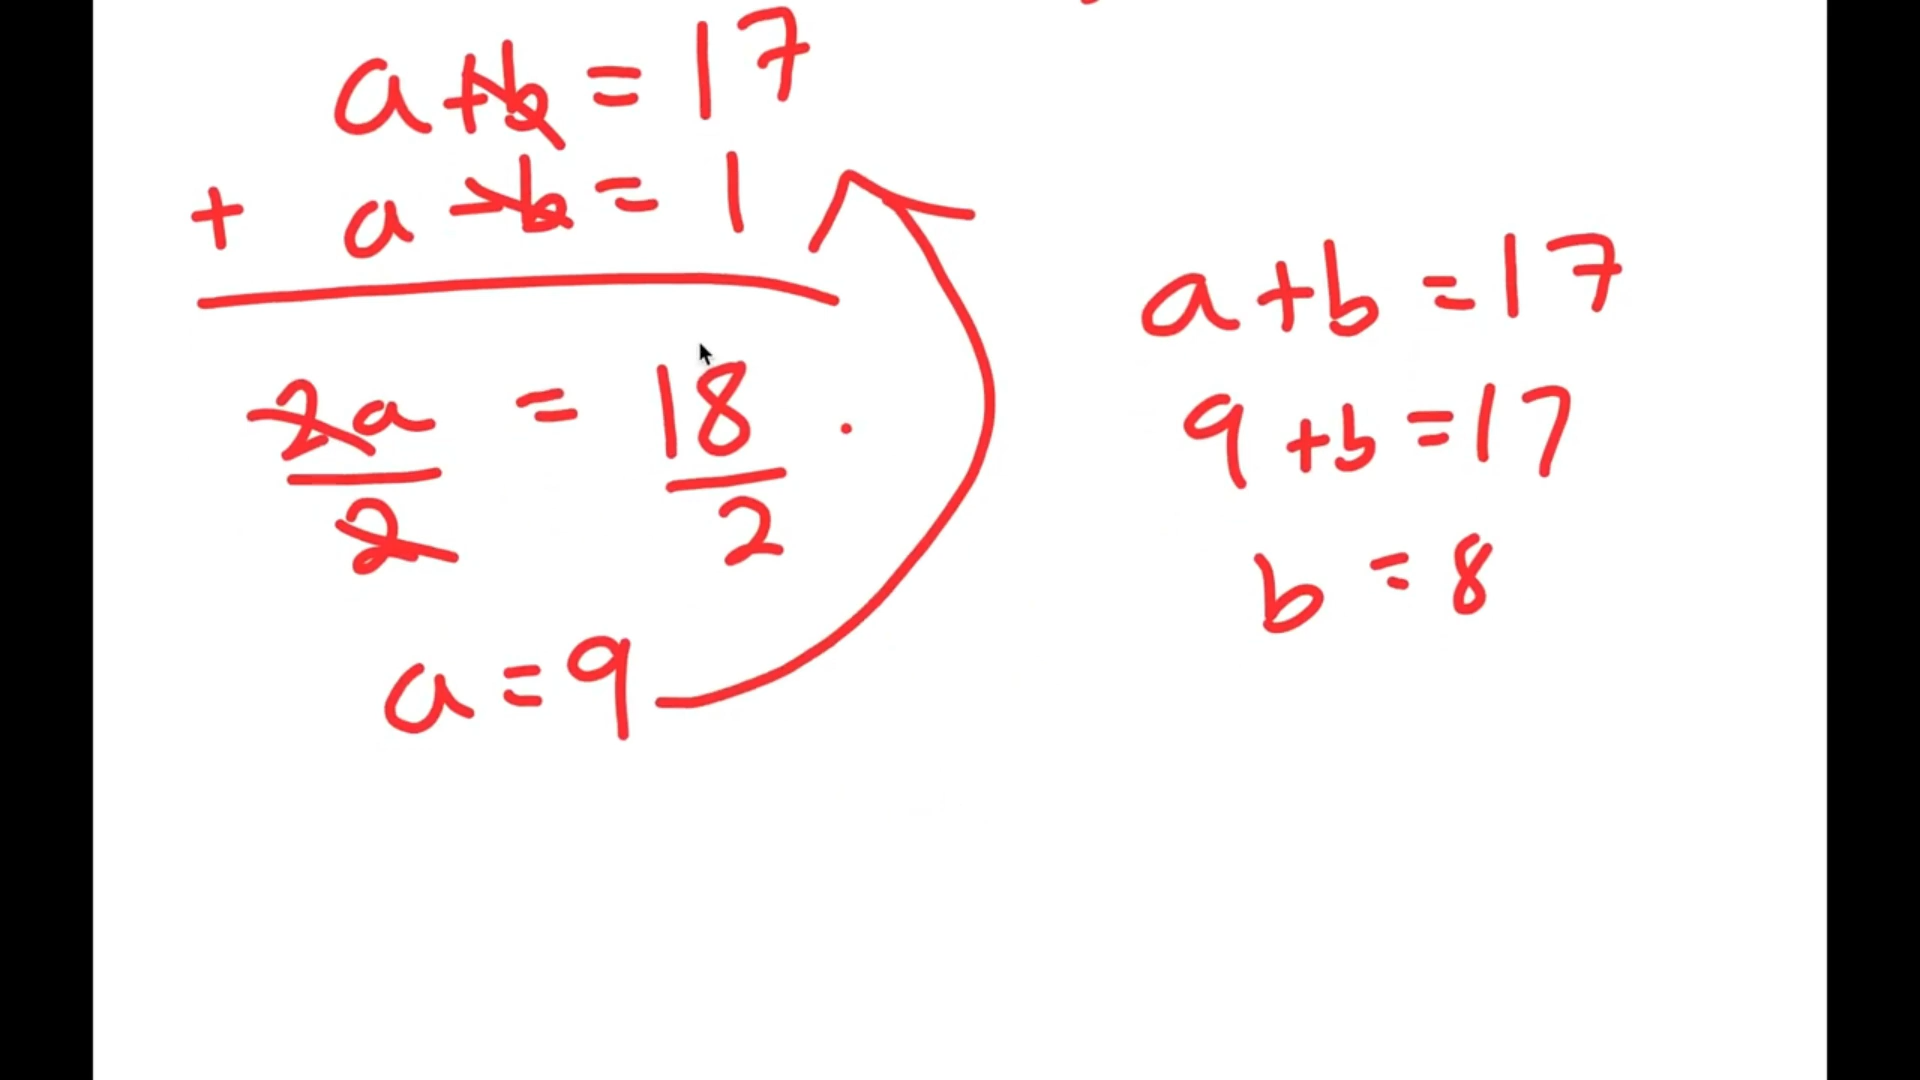 a+b = 17
+ a-b = 1
2a/2 = 18/2 .
a = 9
a+b = 17
9+b = 17
b = 8